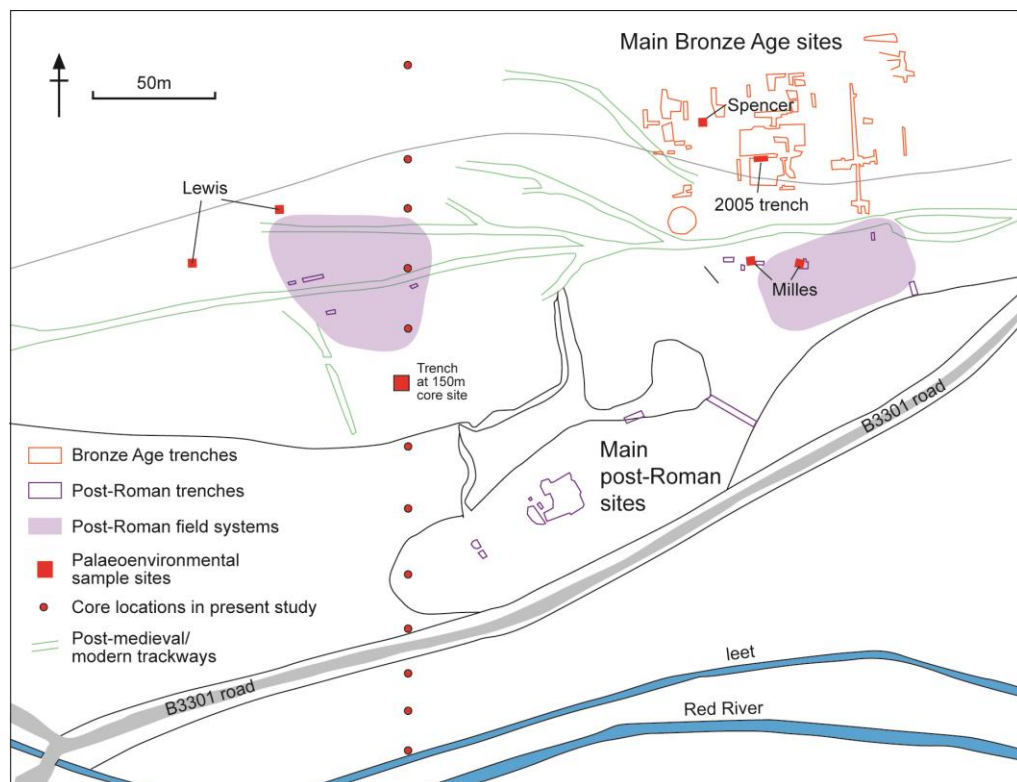 Main Bronze Age sites
50m
Spencer
Lewis
2005 trench
Milles
Trench
at 150m
core site
B3301 road
Bronze Age trenches
Main
post-Roman
sites
Post-Roman trenches
Post-Roman field systems
Palaeoenvironmental
sample sites
Core locations in present study
Post-medieval/
modern trackways
leet
B3301 road
Red River